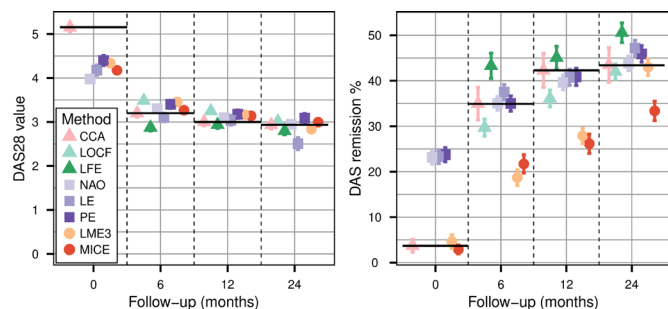 DAS28 value
5
4
3
2
1
0
Method
CCA
LOCF
LFE
NAO
LE
PE
LME3
MICE
0
6
12
24
Follow-up (months)
DAS remission %
50
40
30
20
10
0
0
6
12
24
Follow-up (months)